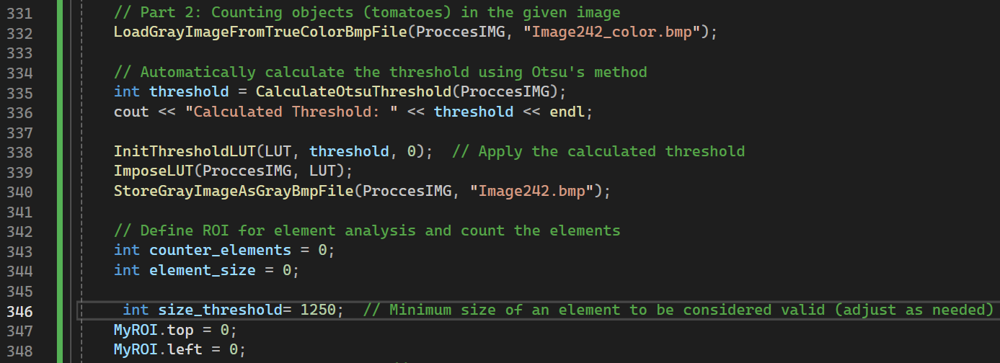 331 // Part 2: Counting objects (tomatoes) in the given image
332 LoadGrayImageFromTrueColorBmpFile(ProccesIMG, "Image242_color.bmp");
333
334 // Automatically calculate the threshold using Otsu's method
335 int threshold = CalculateOtsuThreshold(ProccesIMG);
336 cout << "Calculated Threshold: " << threshold << endl;
337
338 InitThresholdLUT(LUT, threshold, 0);  // Apply the calculated threshold
339 ImposeLUT(ProccesIMG, LUT);
340 StoreGrayImageAsGrayBmpFile(ProccesIMG, "Image242.bmp");
341
342 // Define ROI for element analysis and count the elements
343 int counter_elements = 0;
344 int element_size = 0;
345
346  int size_threshold= 1250;  // Minimum size of an element to be considered valid (adjust as needed)
347 MyROI.top = 0;
348 MyROI.left = 0;